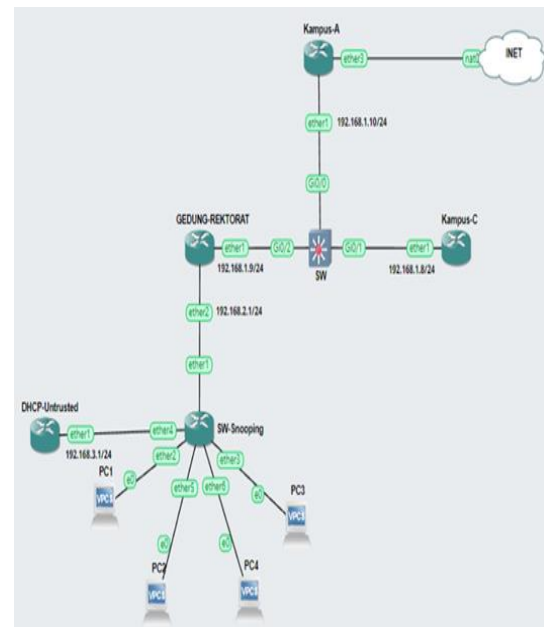 Kampus-A
ether3
nat0
INET
ether1
192.168.1.10/24
Gi0/0
GEDUNG-REKTORAT
Kampus-C
ether1
Gi0/2
Gi0/1
ether1
192.168.1.9/24
SW
192.168.1.8/24
ether2
192.168.2.1/24
ether1
DHCP-Untrusted
ether1
ether4
SW-Snooping
192.168.3.1/24
ether2
ether3
PC1
e0
ether5
ether6
PC3
VPCS
e0
VPCS
e0
e0
PC2
PC4
VPCS
VPCS